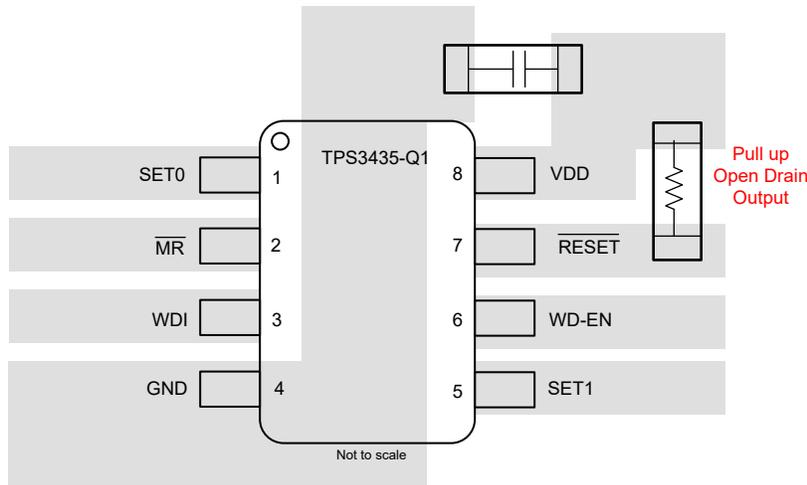 TPS3435-Q1
SET0
1
8
VDD
Pull up
Open Drain
Output
MR
2
7
RESET
WDI
3
6
WD-EN
GND
4
5
SET1
Not to scale